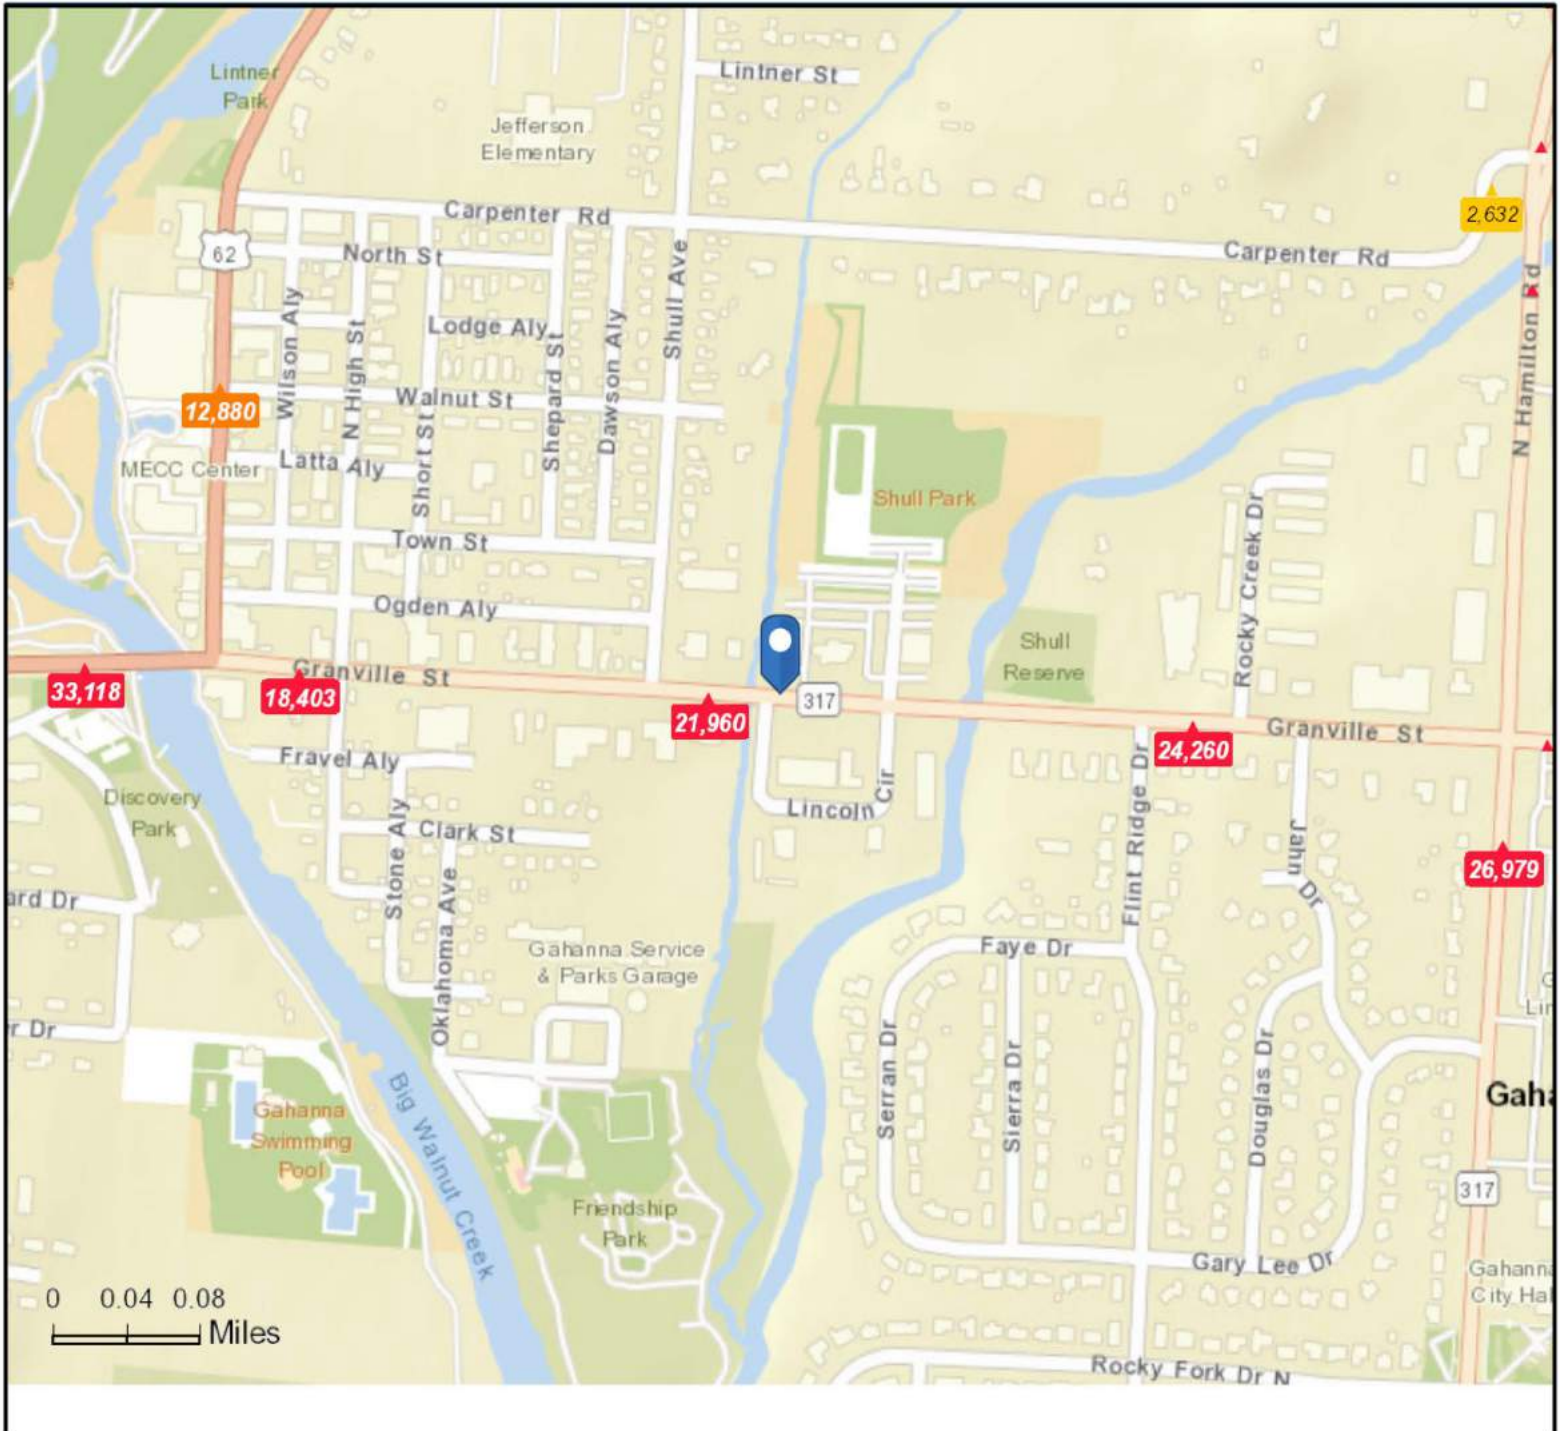 Lintner
Park
Lintner St
Jefferson
Elementary
Carpenter Rd
2,632
62
North St
Carpenter Rd
Shull Ave
N Hamilton Rd
Wilson Aly
N High St
Lodge Aly
Shepard St
Dawson Aly
12,880
Walnut St
Short St
MECC Center
Latta Aly
Shull Park
Rocky Creek Dr
Town St
Ogden Aly
Shull
Reserve
Granville St
33,118
18,403
21,960
317
24,260
Granville St
Fravel Aly
Discovery
Park
Stone Aly
Clark St
Lincoln Cir
Flint Ridge Dr
Jahn Dr
26,979
ard Dr
Oklahoma Ave
Gahanna Service
& Parks Garage
Faye Dr
r Dr
Serran Dr
Sierra Dr
Douglas Dr
G
Lin
Gaha
Gahanna
Swimming
Pool
Big Walnut Creek
Friendship
Park
317
Gary Lee Dr
Gahanna
City Hal
0 0.04 0.08
Miles
Rocky Fork Dr N